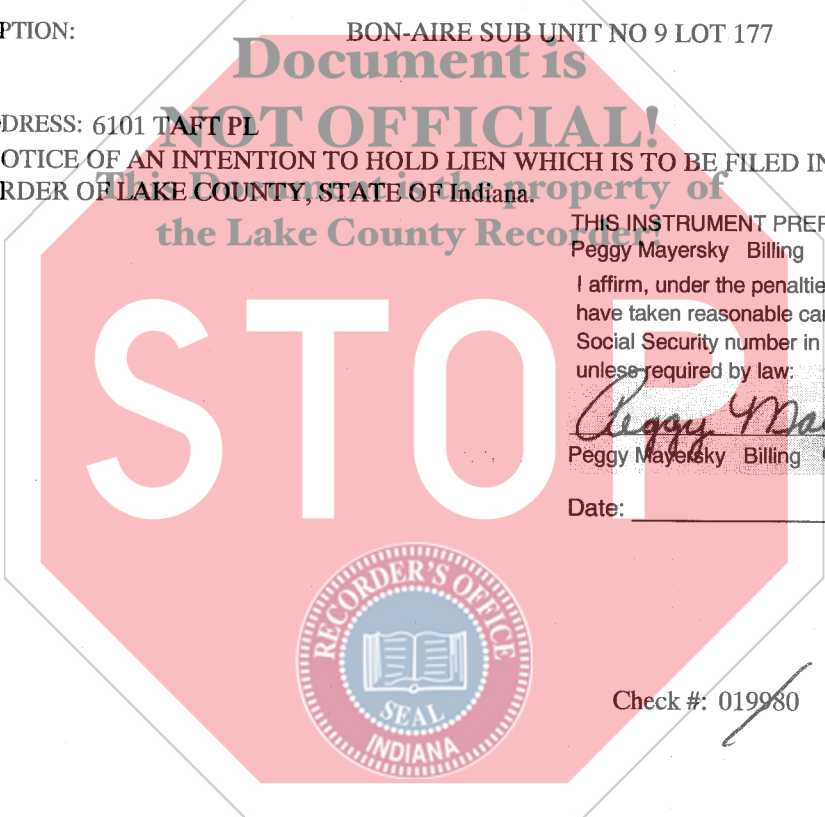 PTION: BON-AIRE SUB UNIT NO 9 LOT 177
Document is
NOT OFFICIAL!
DRESS: 6101 TAFT PL
OTICE OF AN INTENTION TO HOLD LIEN WHICH IS TO BE FILED IN
RDER OF LAKE COUNTY, STATE OF Indiana.
This Document is the property of
the Lake County Recorder!
THIS INSTRUMENT PREP
Peggy Mayersky Billing
I affirm, under the penaltie
have taken reasonable car
Social Security number in
unless required by law:
Peggy Ma
Peggy Mayersky Billing
Date:
STOP
RECORDER'S OFFICE
SEAL
INDIANA
Check #: 019980